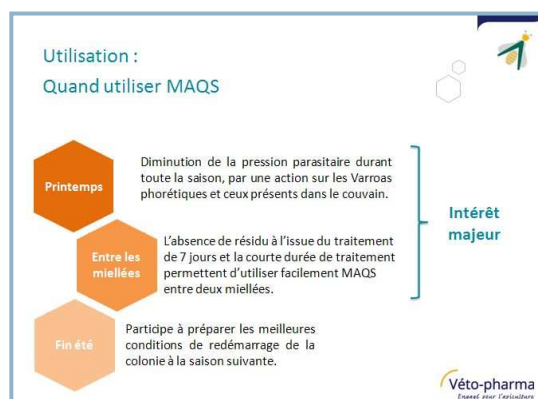 Utilisation :
Quand utiliser MAQS
Printemps
Diminution de la pression parasitaire durant
toute la saison, par une action sur les Varroas
phorétiques et ceux présents dans le couvain.
Entre les
miellées
L'absence de résidu à l'issue du traitement
de 7 jours et la courte durée de traitement
permettent d'utiliser facilement MAQS
entre deux miellées.
Intérêt
majeur
Fin été
Participe à préparer les meilleures
conditions de redémarrage de la
colonie à la saison suivante.
Véto-pharma
Engagé pour l'apiculture